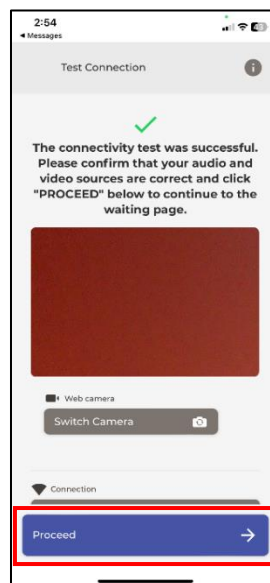 2:54
Messages
Test Connection
The connectivity test was successful.
Please confirm that your audio and
video sources are correct and click
"PROCEED" below to continue to the
waiting page.
Web camera
Switch Camera
Connection
Proceed